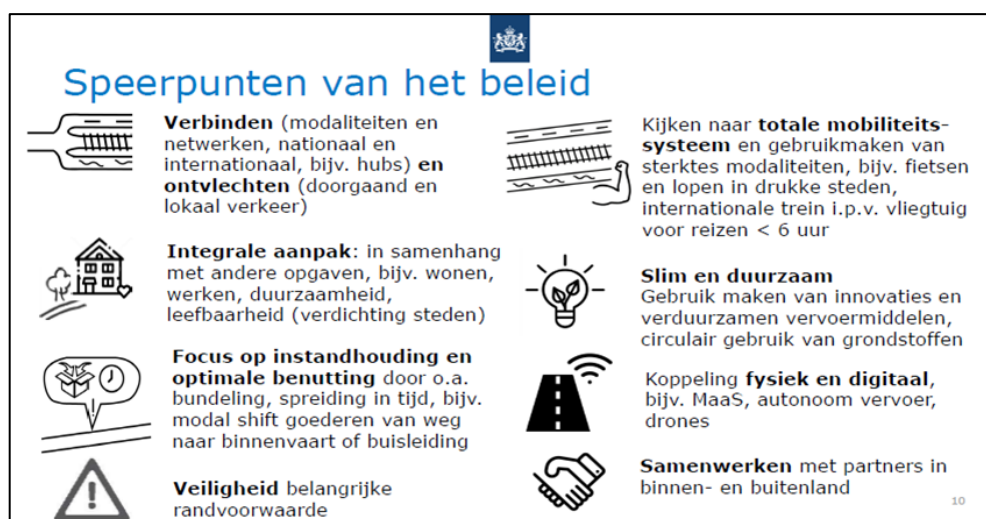 Speerpunten van het beleid
Verbinden (modaliteiten en
netwerken, nationaal en
internationaal, bijv. hubs) en
ontvlechten (doorgaand en
lokaal verkeer)
Integrale aanpak: in samenhang
met andere opgaven, bijv. wonen,
werken, duurzaamheid,
leefbaarheid (verdichting steden)
Focus op instandhouding en
optimale benutting door o.a.
bundeling, spreiding in tijd, bijv.
modal shift goederen van weg
naar binnenvaart of buisleiding
Veiligheid belangrijke
randvoorwaarde
Kijken naar totale mobiliteits-
systeem en gebruikmaken van
sterktes modaliteiten, bijv. fietsen
en lopen in drukke steden,
internationale trein i.p.v. vliegtuig
voor reizen < 6 uur
Slim en duurzaam
Gebruik maken van innovaties en
verduurzamen vervoermiddelen,
circulair gebruik van grondstoffen
Koppeling fysiek en digitaal,
bijv. MaaS, autonoom vervoer,
drones
Samenwerken met partners in
binnen- en buitenland
10